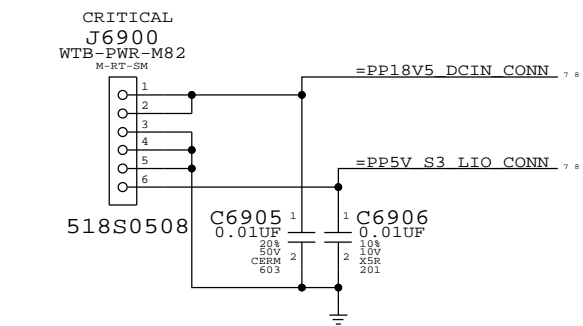 CRITICAL
J6900
WTB-PWR-M82
M-RT-SM
1
2
3
4
5
6
518S0508
=PP18V5_DCIN_CONN 7 8
=PP5V_S3_LIO_CONN 7 8
C6905
0.01UF
20%
50V
CERM
603
1
2
C6906
0.01UF
10%
10V
X5R
201
1
2